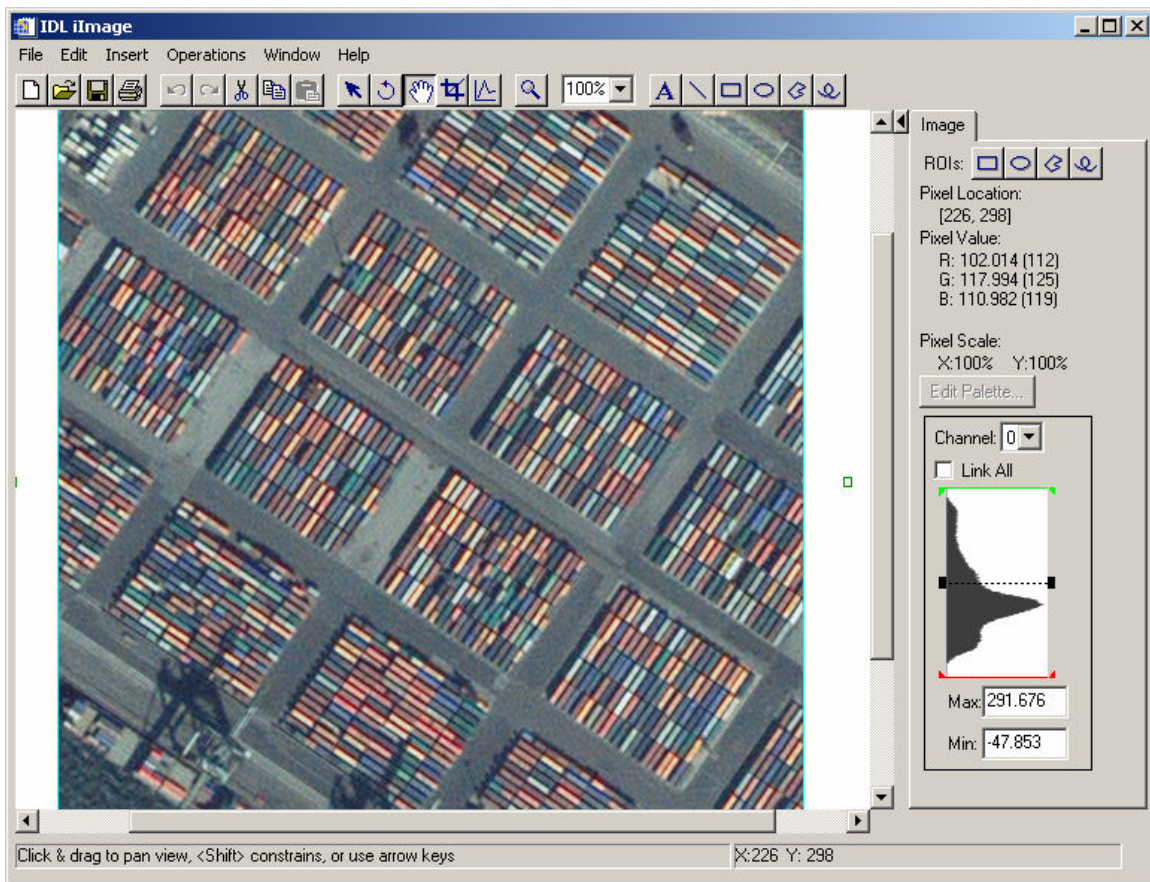 IDL iImage
File Edit Insert Operations Window Help
100%
A
Image
ROIs:
Pixel Location:
[226, 298]
Pixel Value:
R: 102.014 (112)
G: 117.994 (125)
B: 110.982 (119)
Pixel Scale:
X:100% Y:100%
Edit Palette...
Channel: 0
Link All
Max: 291.676
Min: -47.853
Click & drag to pan view, <Shift> constrains, or use arrow keys
X:226 Y: 298